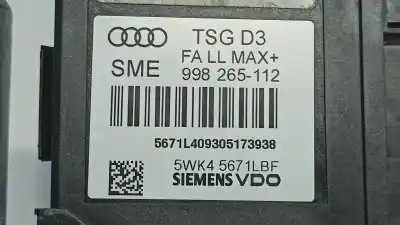 TSG D3
SME
FA LL MAX+
998 265-112
5671L409305173938
5WK4 5671LBF
SIEMENS VDO